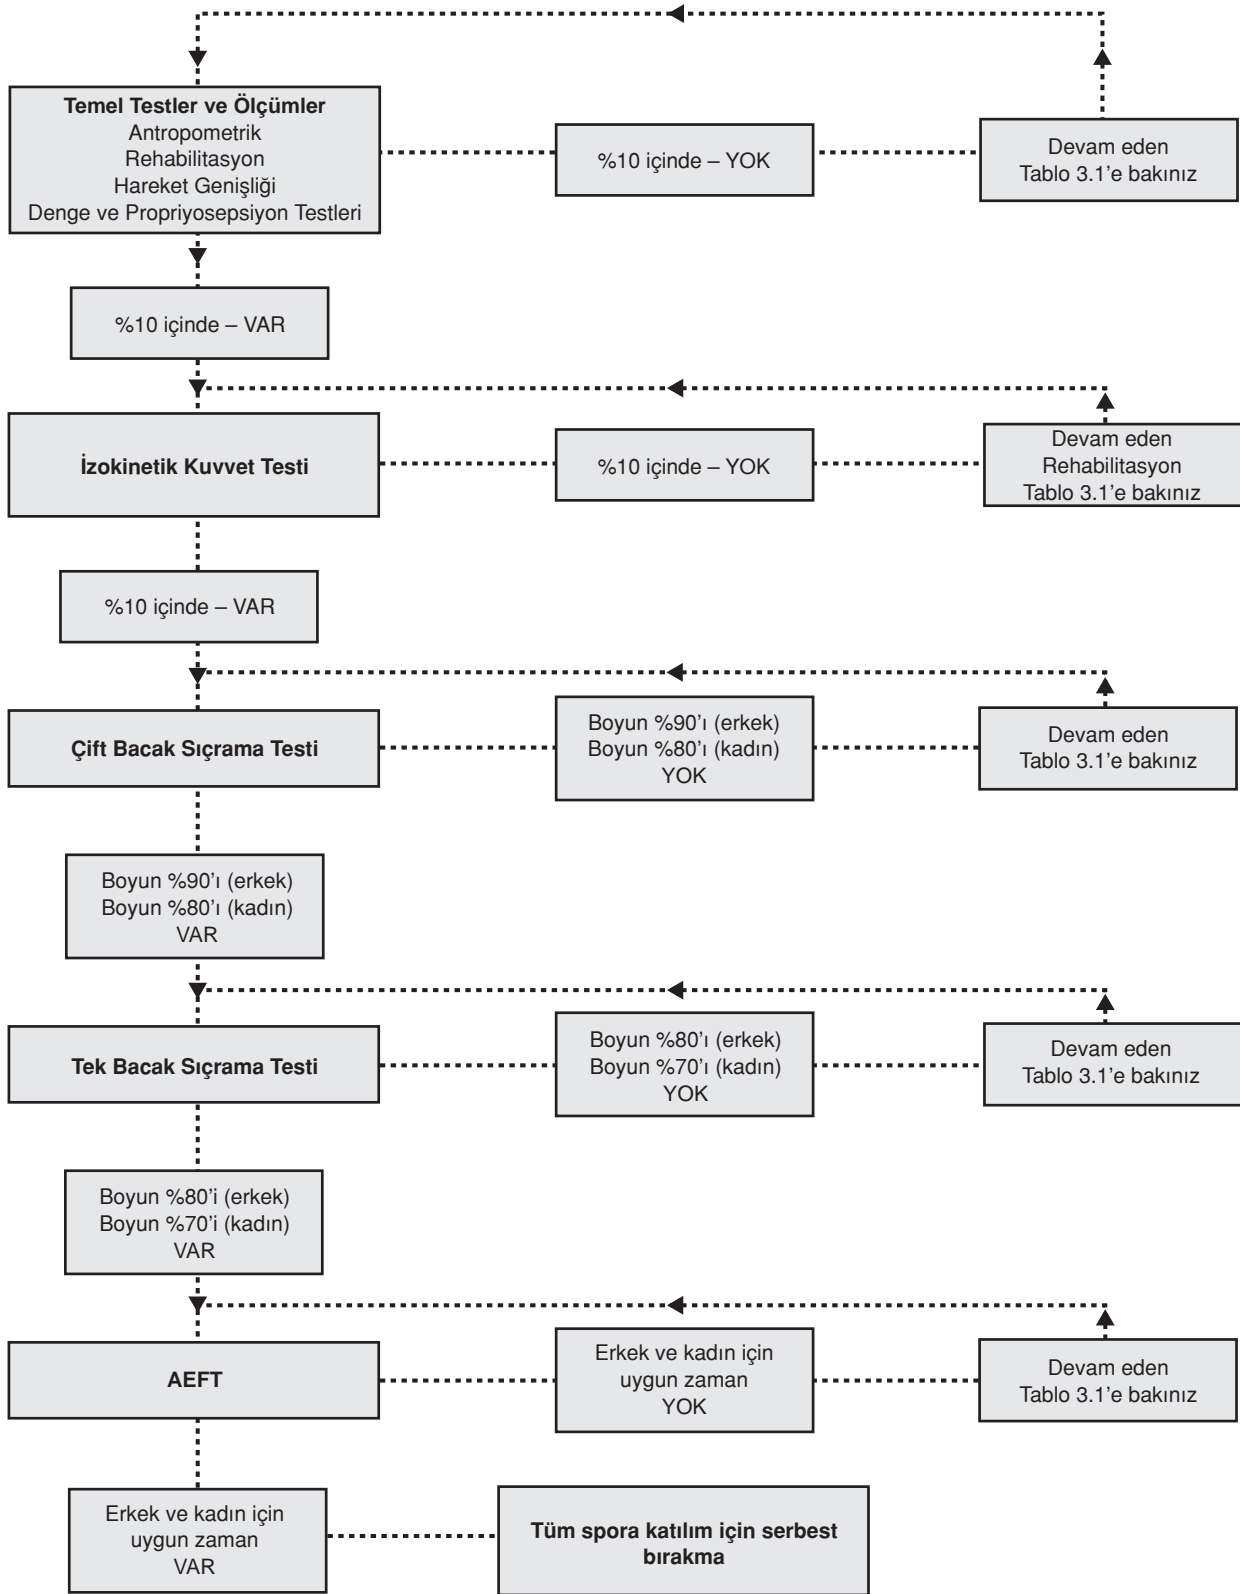 Temel Testler ve Ölçümler
Antropometrik
Rehabilitasyon
Hareket Genişliği
Denge ve Propriyosepsiyon Testleri
%10 içinde – YOK
Devam eden
Tablo 3.1'e bakınız
%10 içinde – VAR
İzokinetik Kuvvet Testi
%10 içinde – YOK
Devam eden
Rehabilitasyon
Tablo 3.1'e bakınız
%10 içinde – VAR
Çift Bacak Sıçrama Testi
Boyun %90'ı (erkek)
Boyun %80'ı (kadın)
YOK
Devam eden
Tablo 3.1'e bakınız
Boyun %90'ı (erkek)
Boyun %80'ı (kadın)
VAR
Tek Bacak Sıçrama Testi
Boyun %80'ı (erkek)
Boyun %70'ı (kadın)
YOK
Devam eden
Tablo 3.1'e bakınız
Boyun %80'i (erkek)
Boyun %70'i (kadın)
VAR
AEFT
Erkek ve kadın için
uygun zaman
YOK
Devam eden
Tablo 3.1'e bakınız
Erkek ve kadın için
uygun zaman
VAR
Tüm spora katılım için serbest
bırakma